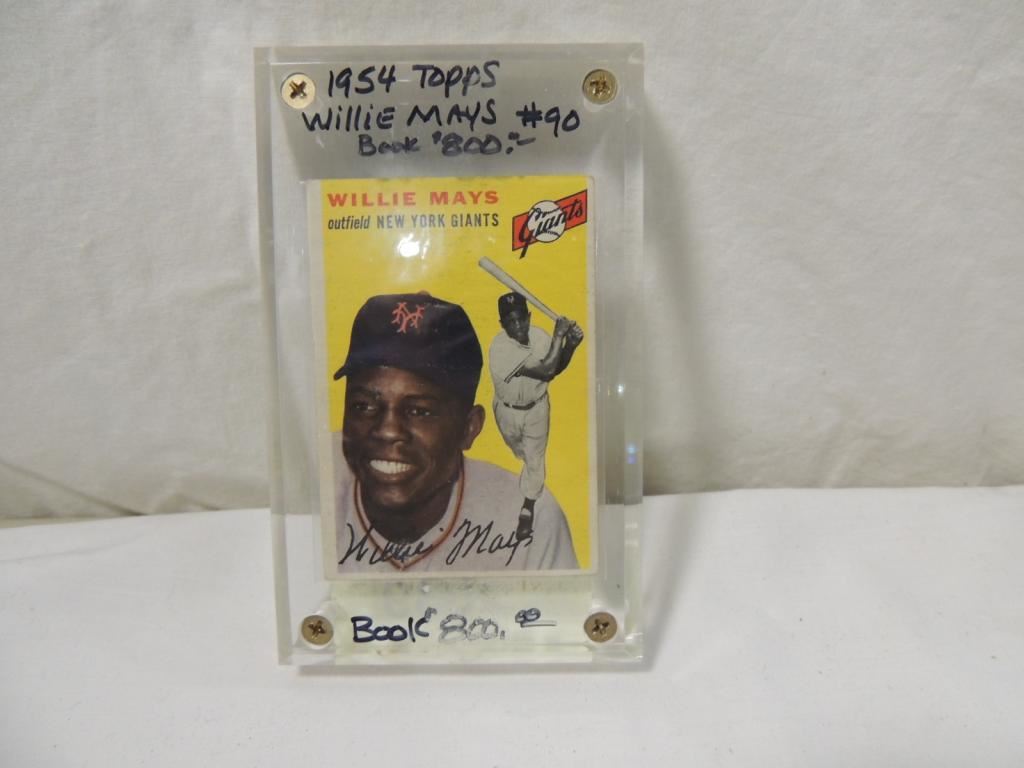 1954 TOPPS
WilliE MAYS #90
Book $800.-
WILLIE MAYS
outfield NEW YORK GIANTS
Giants
NY
Willie Mays
Book $800.00